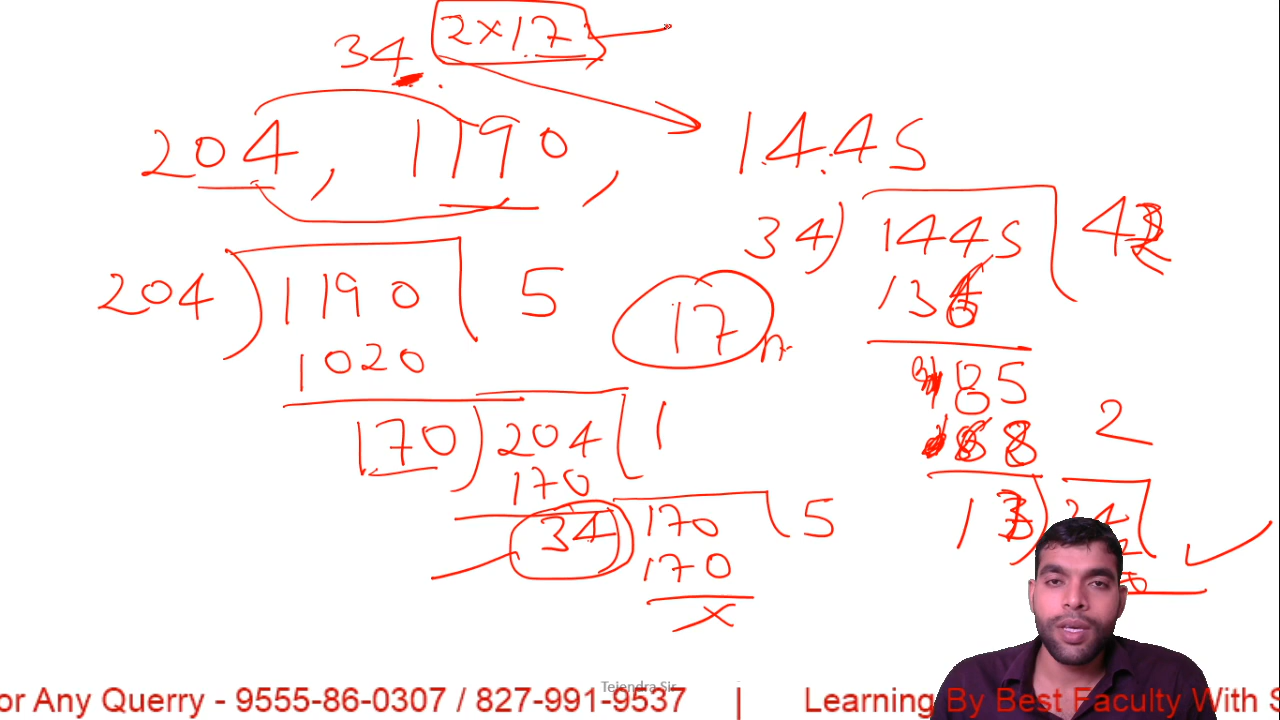 34 2×17
204, 1190, 1445
34) 1445 ( 42
204) 1190 ( 5
136
1020
17
85
170) 204 ( 1
2
170
17)
34) 170 ( 5
170
×
Tejendra Sir
or Any Querry - 9555-86-0307 / 827-991-9537 | Learning By Best Faculty With S